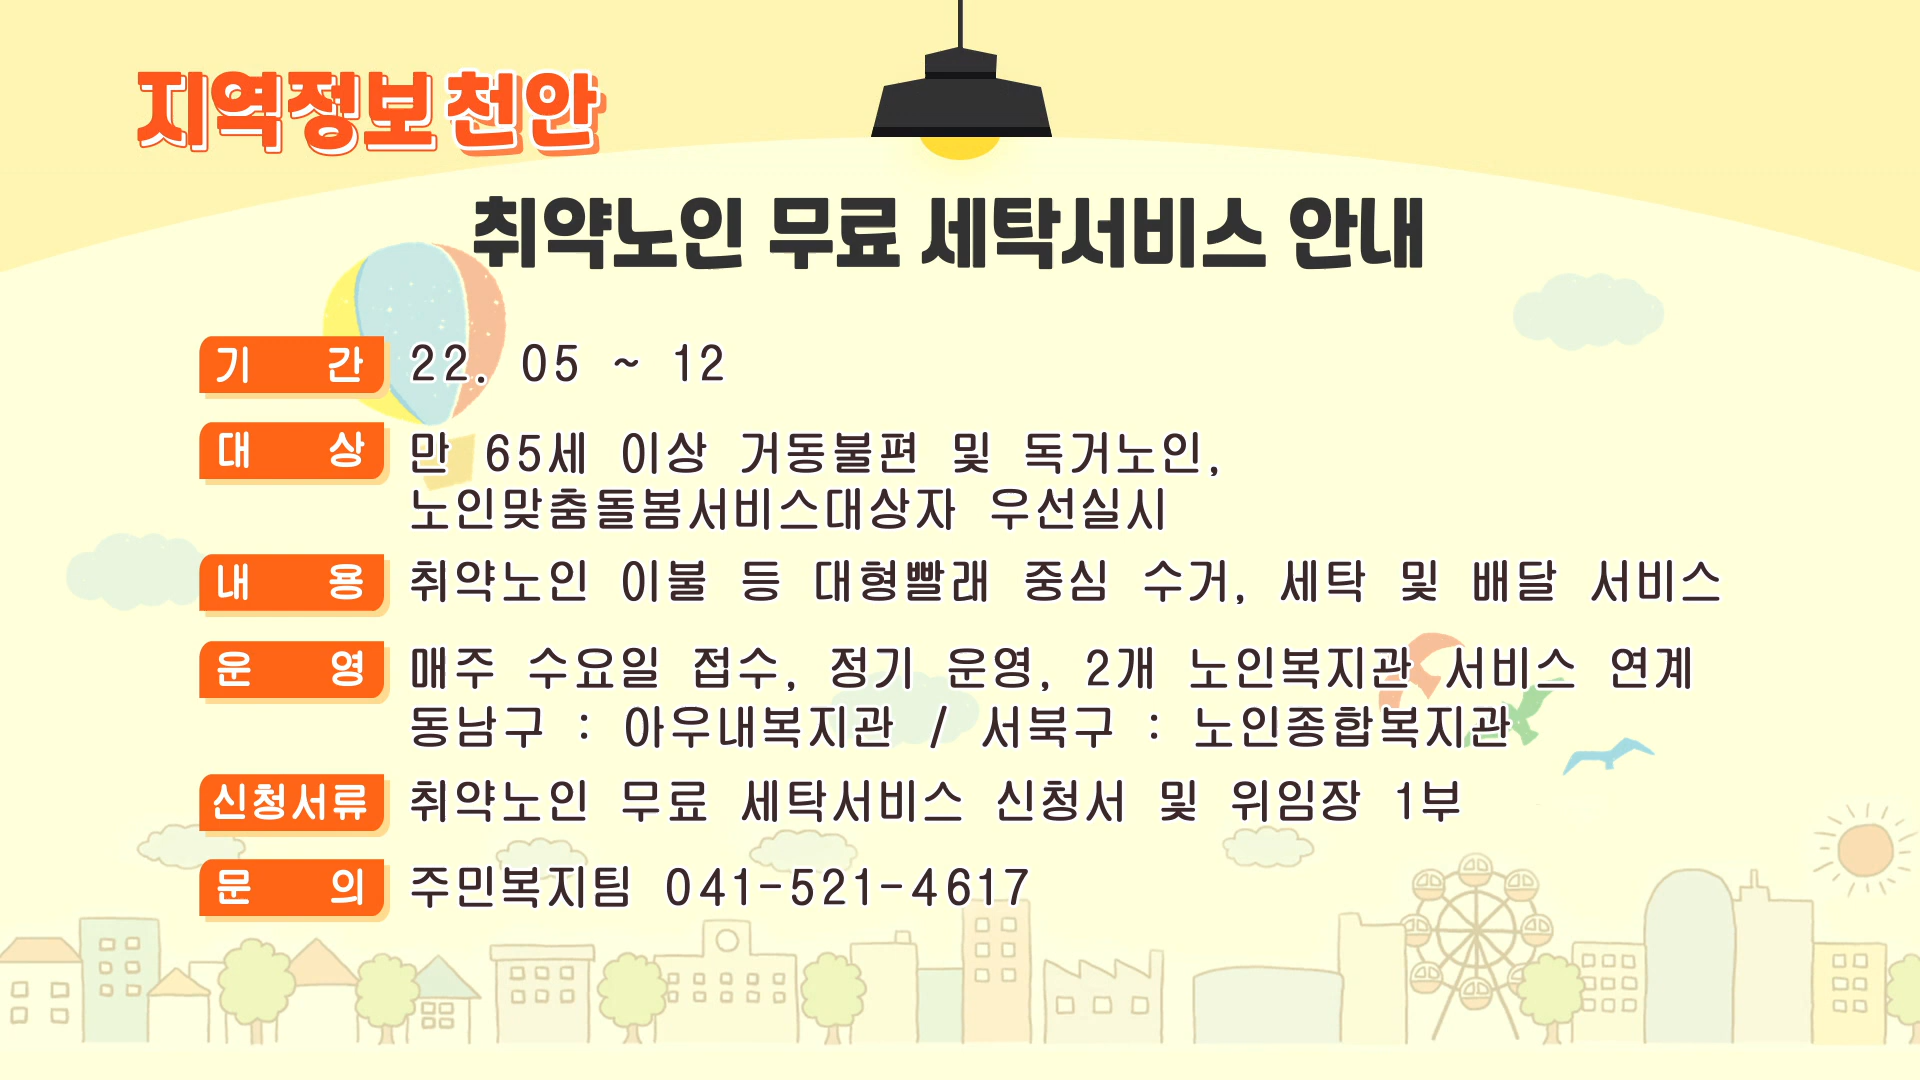 지역정보 천안
취약노인 무료 세탁서비스 안내
기 간 22. 05 ~ 12
대 상 만 65세 이상 거동불편 및 독거노인,
노인맞춤돌봄서비스대상자 우선실시
내 용 취약노인 이불 등 대형빨래 중심 수거, 세탁 및 배달 서비스
운 영 매주 수요일 접수, 정기 운영, 2개 노인복지관 서비스 연계
동남구 : 아우내복지관 / 서북구 : 노인종합복지관
신청서류 취약노인 무료 세탁서비스 신청서 및 위임장 1부
문 의 주민복지팀 041-521-4617